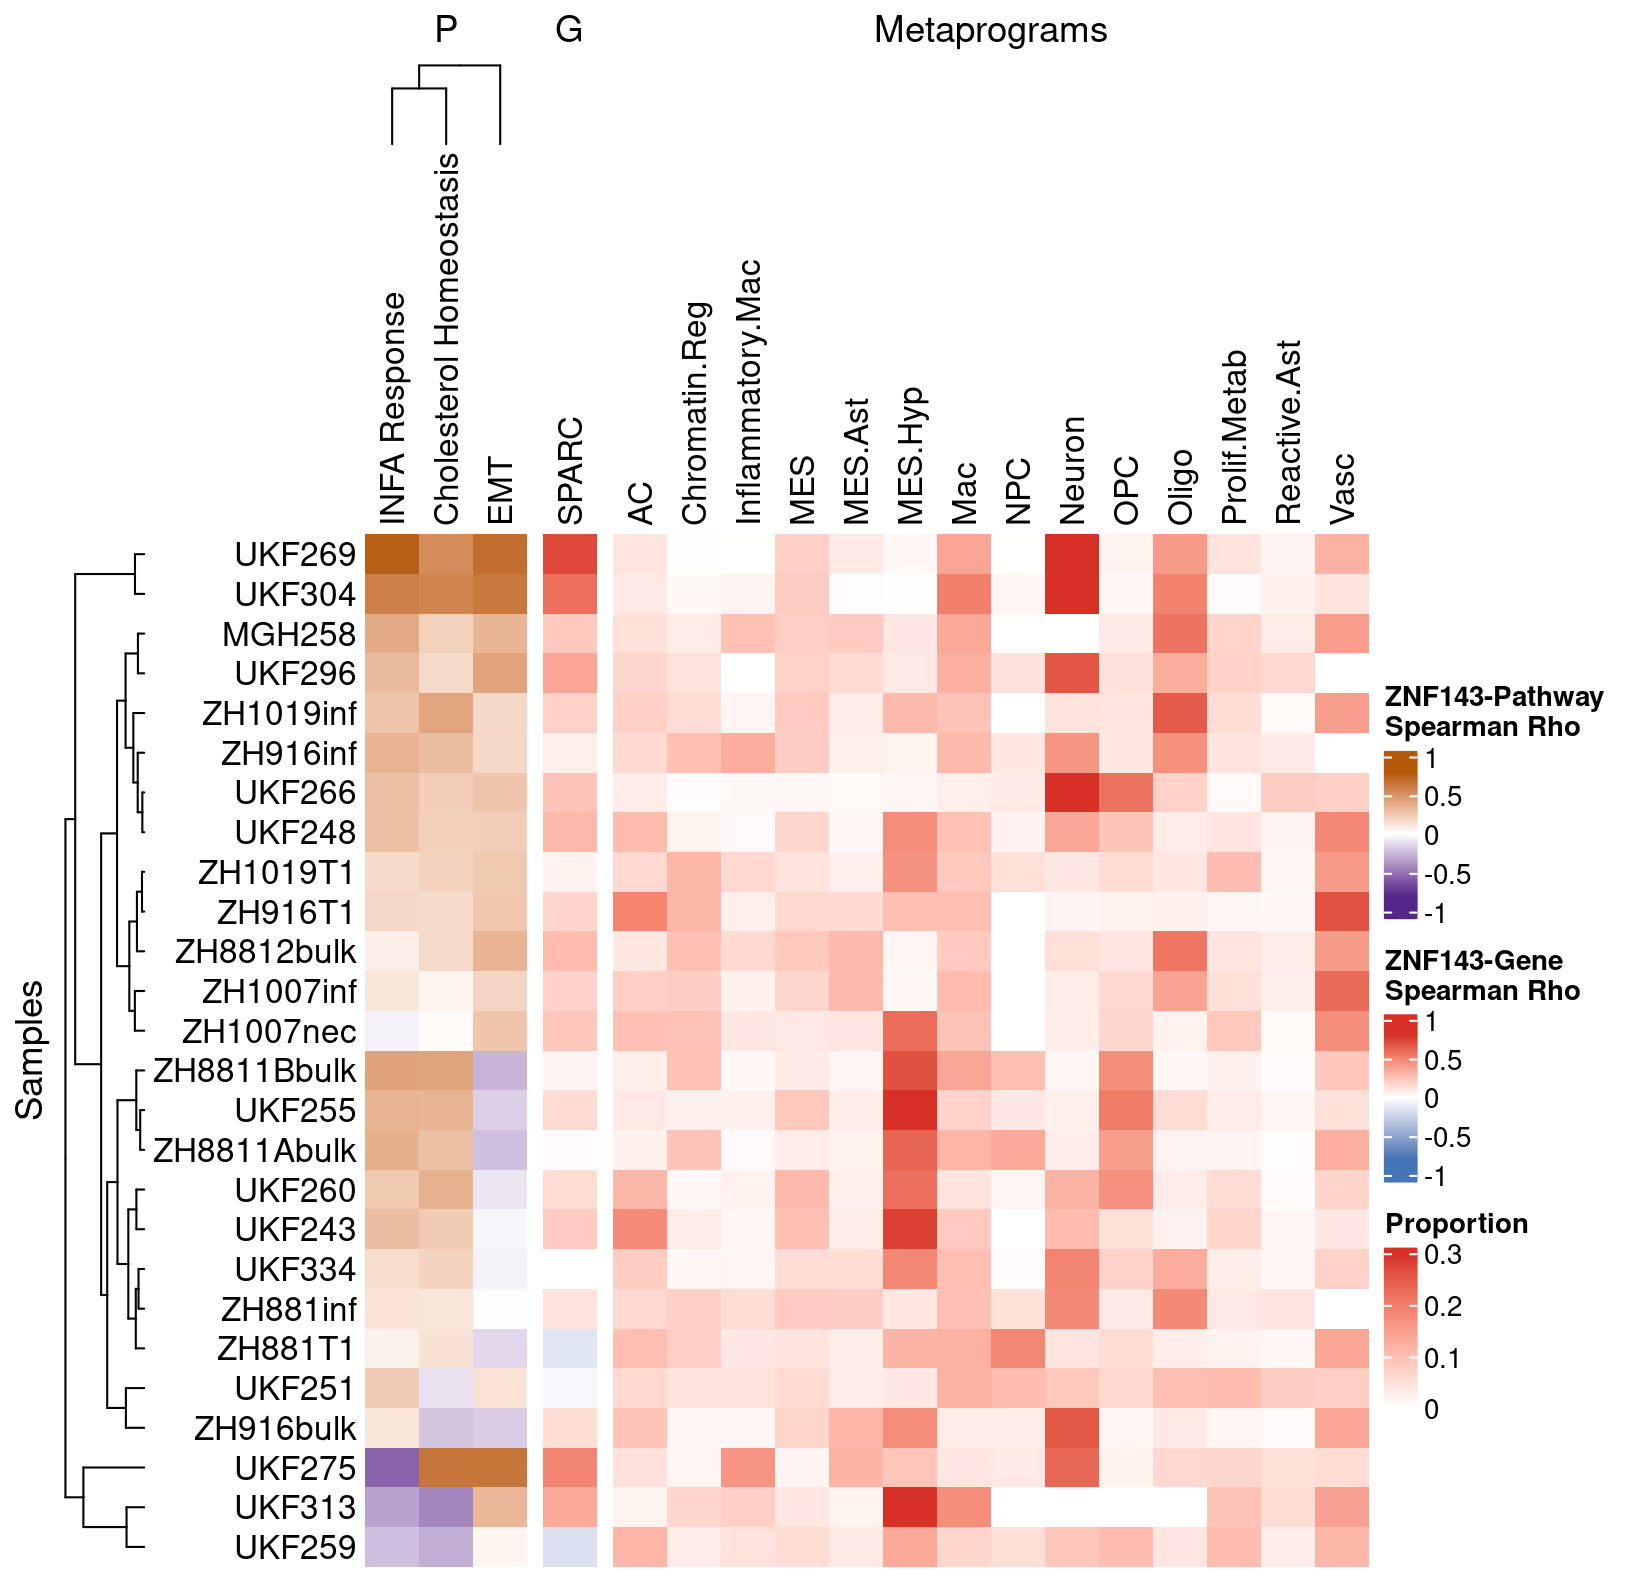 P
G
Metaprograms
INFA Response
Cholesterol Homeostasis
EMT
SPARC
AC
Chromatin.Reg
Inflammatory.Mac
MES
MES.Ast
MES.Hyp
Mac
NPC
Neuron
OPC
Oligo
Prolif.Metab
Reactive.Ast
Vasc
Samples
UKF269
UKF304
MGH258
UKF296
ZH1019inf
ZH916inf
UKF266
UKF248
ZH1019T1
ZH916T1
ZH8812bulk
ZH1007inf
ZH1007nec
ZH8811Bbulk
UKF255
ZH8811Abulk
UKF260
UKF243
UKF334
ZH881inf
ZH881T1
UKF251
ZH916bulk
UKF275
UKF313
UKF259
ZNF143-Pathway
Spearman Rho
1
0.5
0
-0.5
-1
ZNF143-Gene
Spearman Rho
1
0.5
0
-0.5
-1
Proportion
0.3
0.2
0.1
0